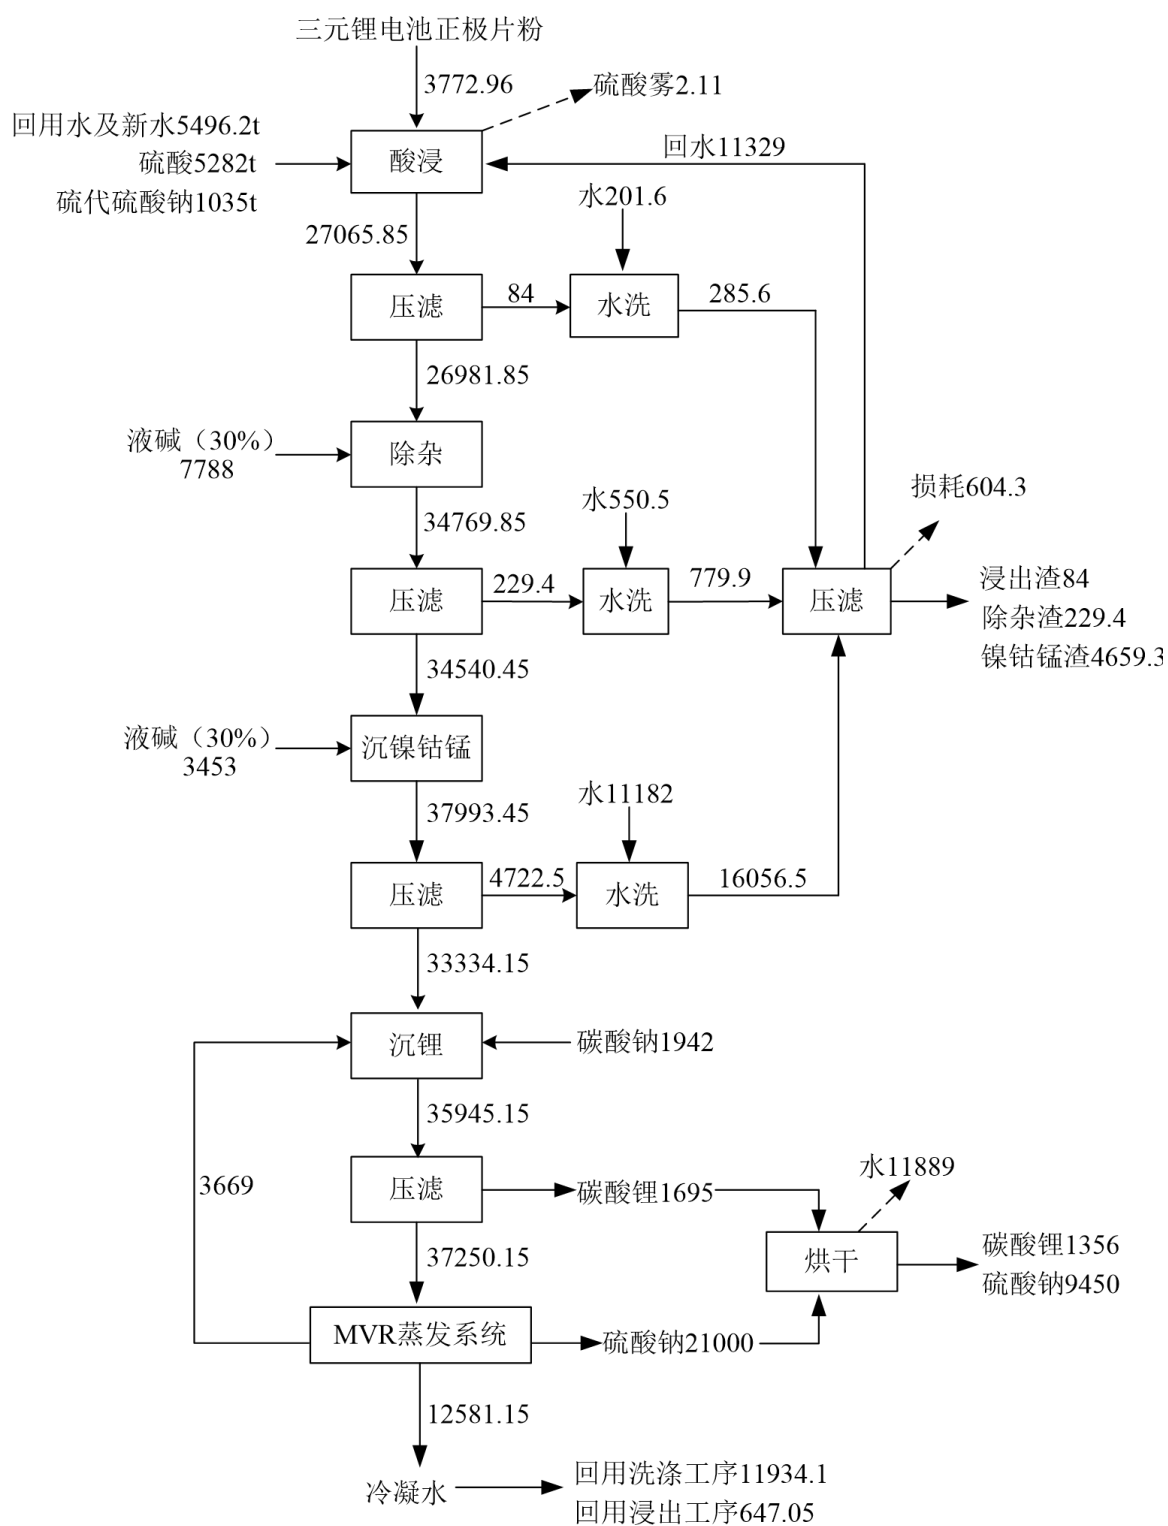 三元锂电池正极片粉
3772.96
硫酸雾2.11
回用水及新水5496.2t
硫酸5282t
硫代硫酸钠1035t
酸浸
回水11329
水201.6
27065.85
压滤
84
水洗
285.6
26981.85
液碱（30%）
7788
除杂
34769.85
水550.5
损耗604.3
压滤
229.4
水洗
779.9
压滤
浸出渣84
除杂渣229.4
镍钴锰渣4659.3
34540.45
液碱（30%）
3453
沉镍钴锰
37993.45
水11182
压滤
4722.5
水洗
16056.5
33334.15
沉锂
碳酸钠1942
35945.15
3669
压滤
碳酸锂1695
水11889
37250.15
烘干
碳酸锂1356
硫酸钠9450
MVR蒸发系统
硫酸钠21000
12581.15
冷凝水
回用洗涤工序11934.1
回用浸出工序647.05